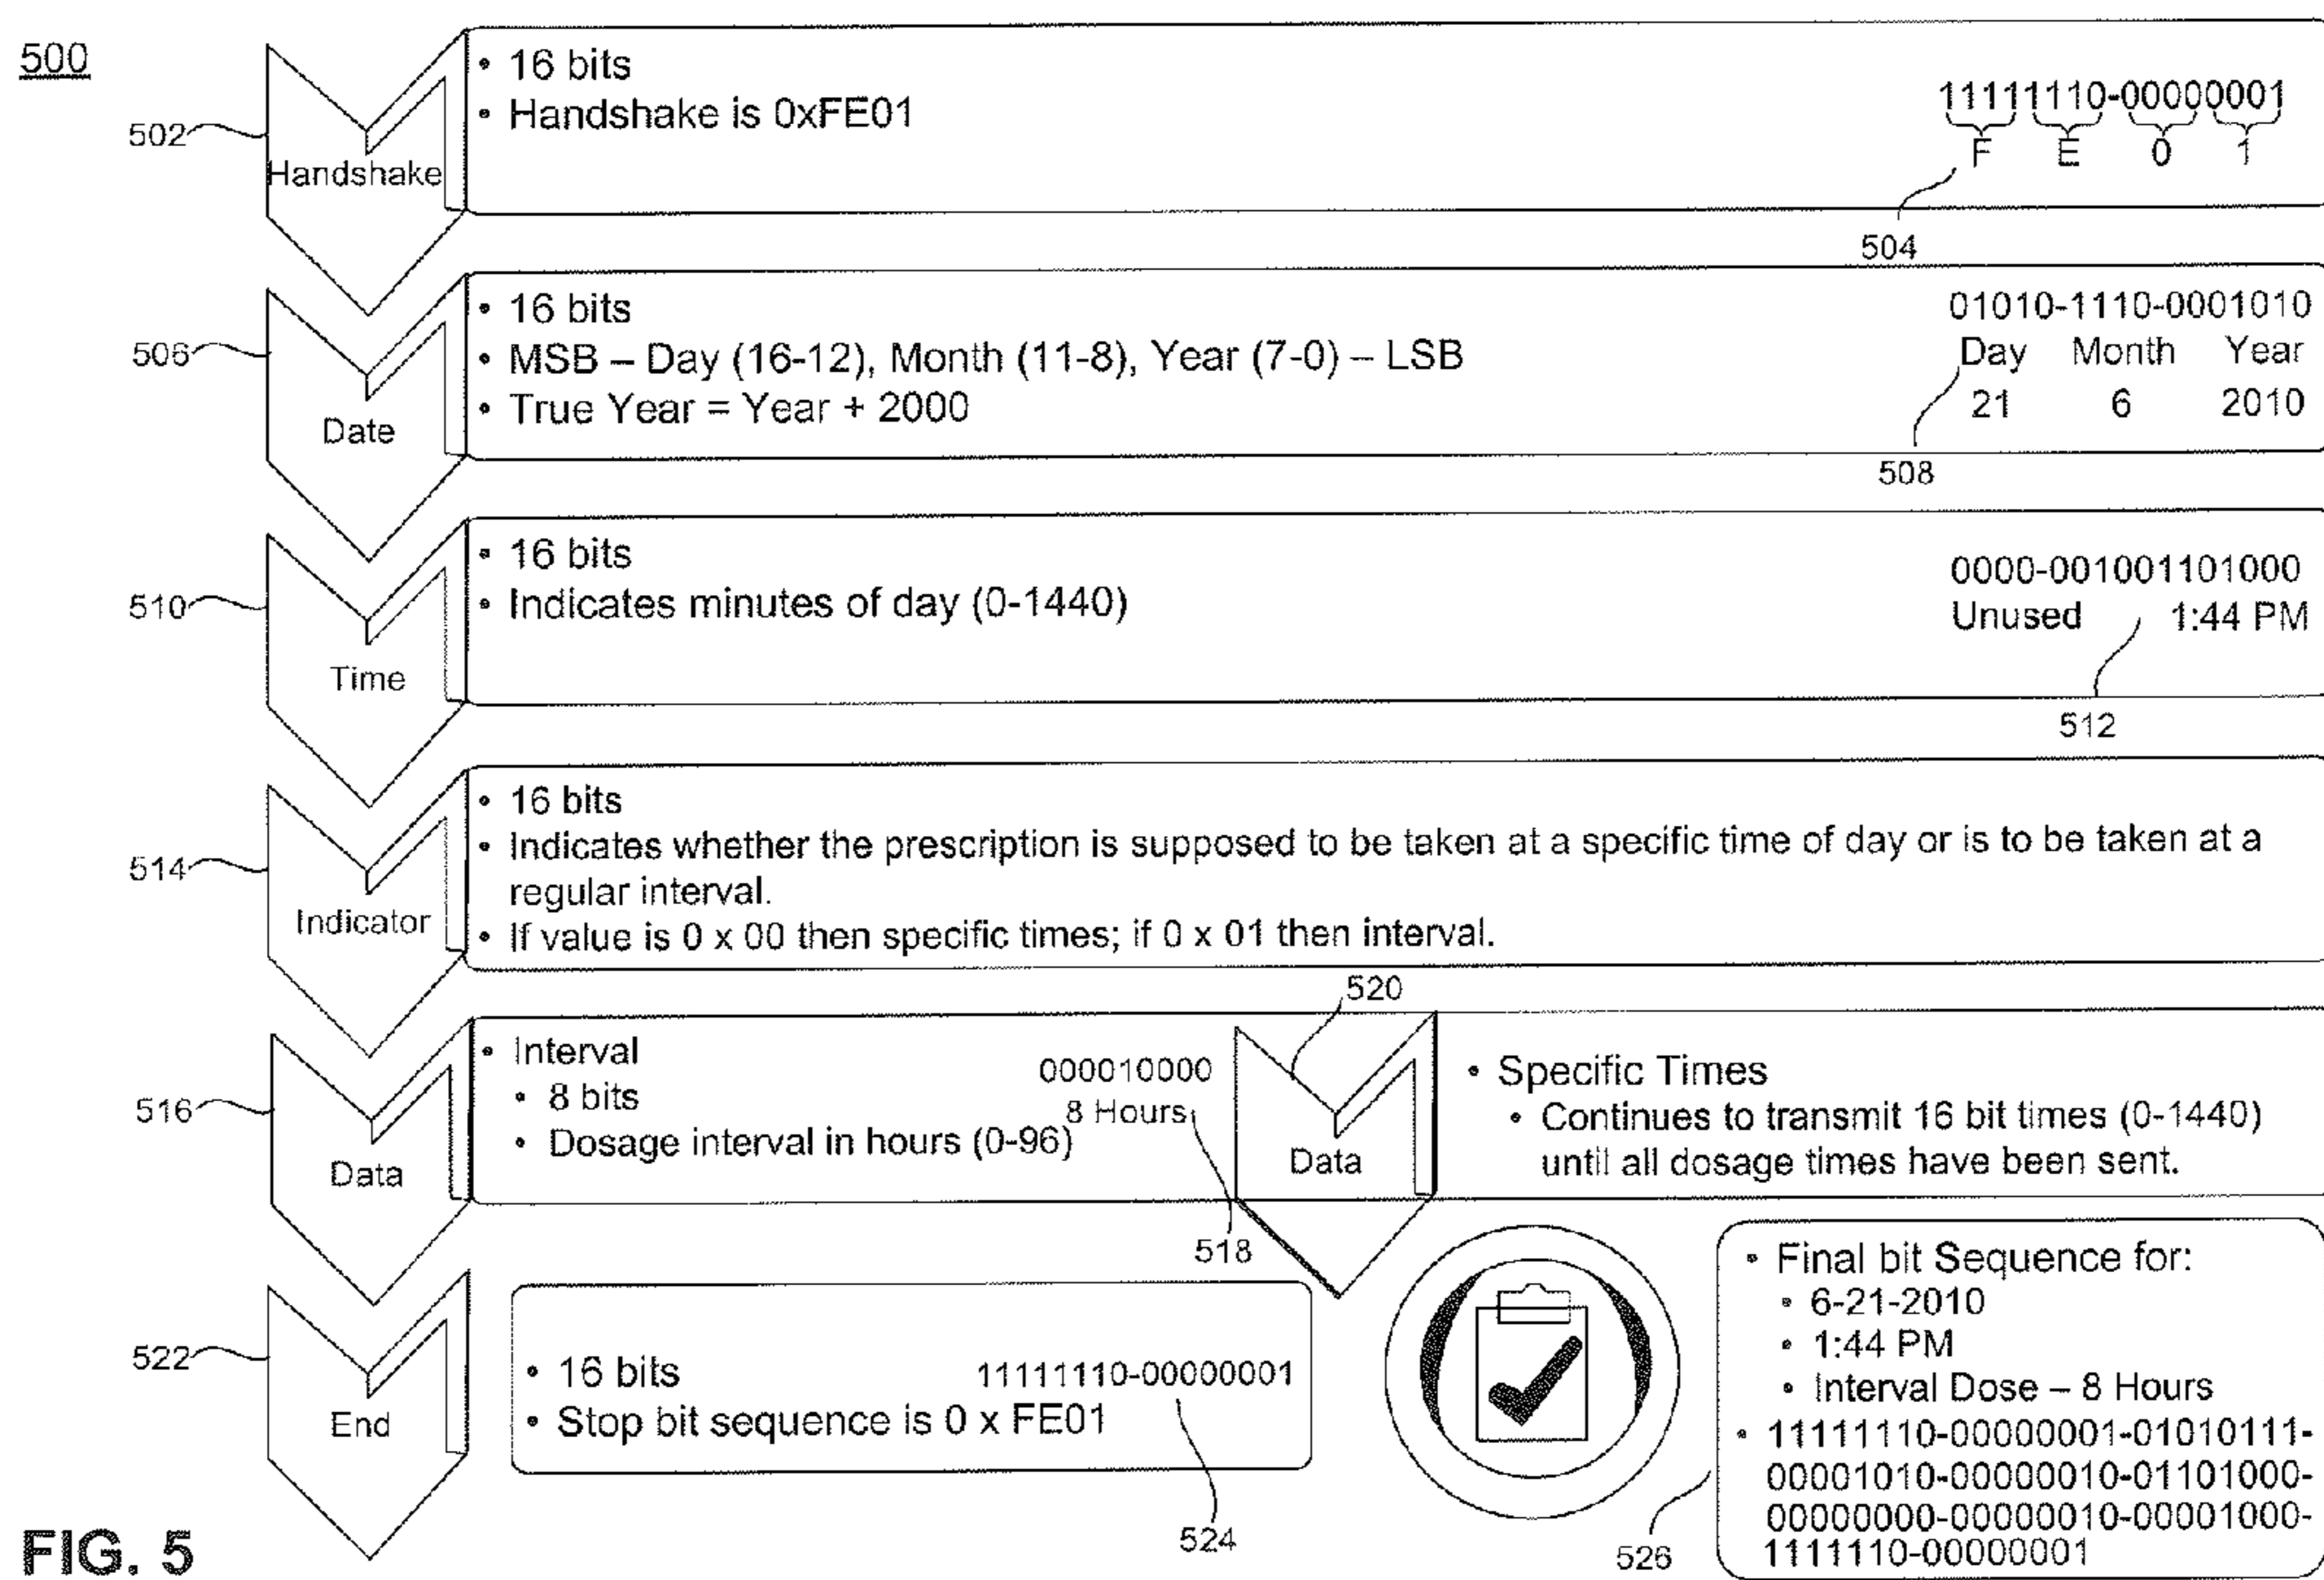 500
502
Handshake
• 16 bits
• Handshake is 0xFE01
11111110-00000001
F E 0 1
504
506
Date
• 16 bits
• MSB – Day (16-12), Month (11-8), Year (7-0) – LSB
• True Year = Year + 2000
01010-1110-0001010
Day Month Year
21 6 2010
508
510
Time
• 16 bits
• Indicates minutes of day (0-1440)
0000-001001101000
Unused 1:44 PM
512
514
Indicator
• 16 bits
• Indicates whether the prescription is supposed to be taken at a specific time of day or is to be taken at a
regular interval.
• If value is 0 x 00 then specific times; if 0 x 01 then interval.
516
Data
• Interval
• 8 bits
• Dosage interval in hours (0-96)
000010000
8 Hours
518
520
Data
• Specific Times
• Continues to transmit 16 bit times (0-1440)
until all dosage times have been sent.
522
End
• 16 bits
• Stop bit sequence is 0 x FE01
11111110-00000001
524
526
• Final bit Sequence for:
• 6-21-2010
• 1:44 PM
• Interval Dose – 8 Hours
• 11111110-00000001-01010111-
00001010-00000010-01101000-
00000000-00000010-00001000-
1111110-00000001
FIG. 5